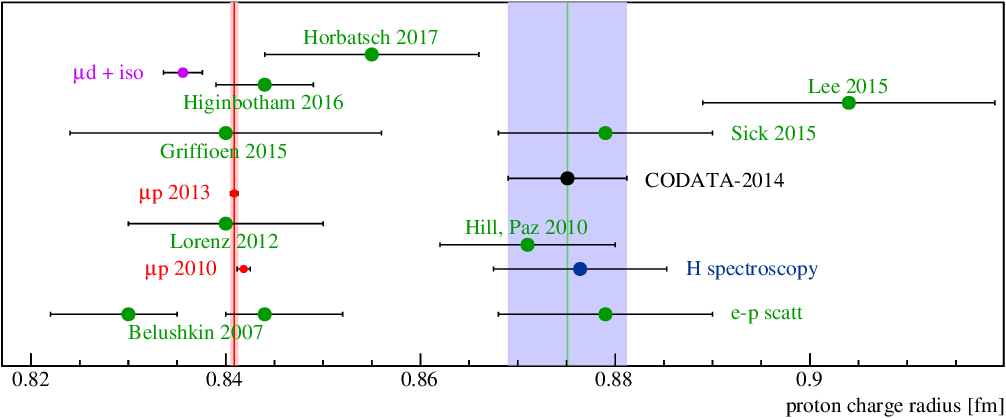 Horbatsch 2017
μd + iso
Higinbotham 2016
Lee 2015
Sick 2015
Griffioen 2015
CODATA-2014
μp 2013
Hill, Paz 2010
Lorenz 2012
μp 2010
H spectroscopy
e-p scatt
Belushkin 2007
0.82 0.84 0.86 0.88 0.9
proton charge radius [fm]